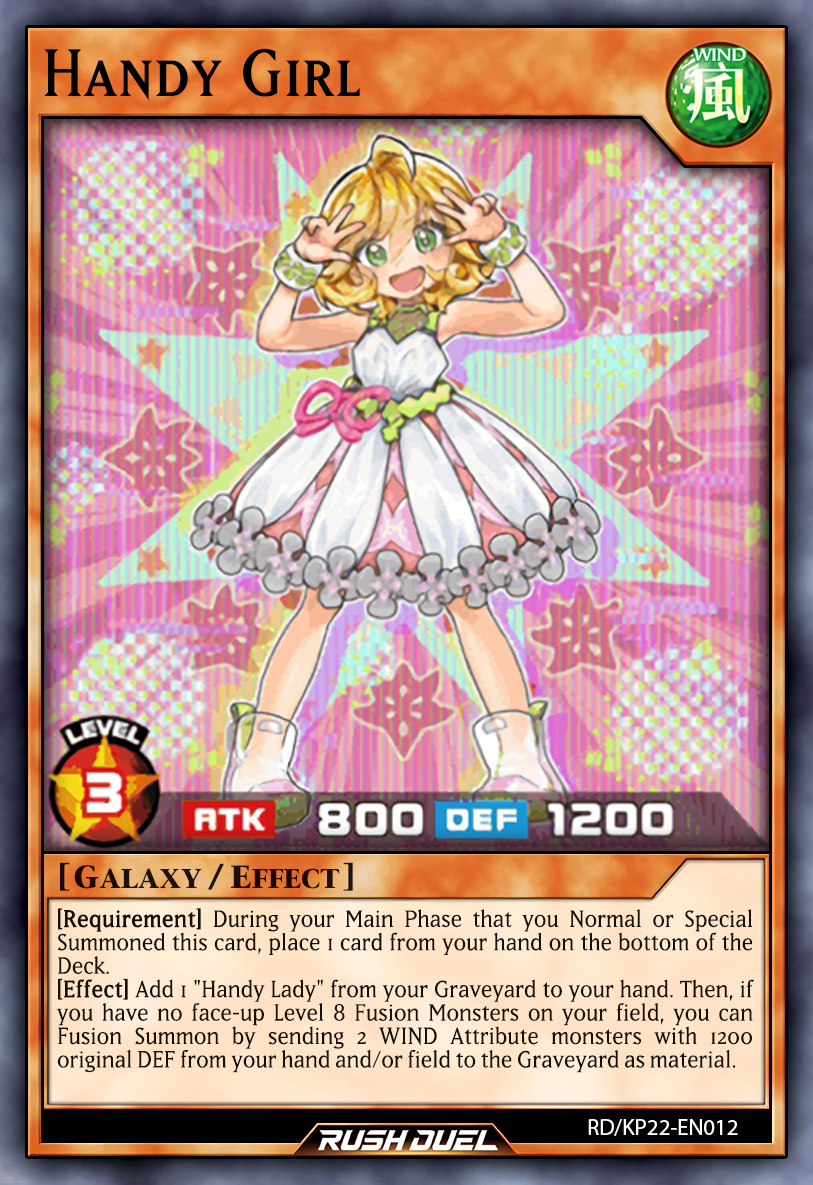 Handy Girl
WIND
風
LEVEL
3
ATK 800 DEF 1200
[Galaxy / Effect]
[Requirement] During your Main Phase that you Normal or Special
Summoned this card, place 1 card from your hand on the bottom of the
Deck.
[Effect] Add 1 "Handy Lady" from your Graveyard to your hand. Then, if
you have no face-up Level 8 Fusion Monsters on your field, you can
Fusion Summon by sending 2 WIND Attribute monsters with 1200
original DEF from your hand and/or field to the Graveyard as material.
RD/KP22-EN012
RUSH DUEL